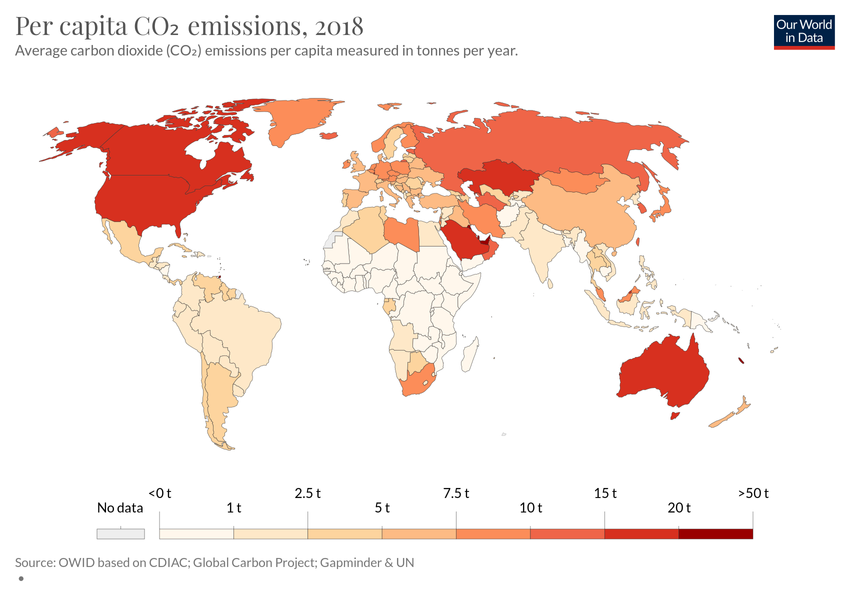 Per capita CO₂ emissions, 2018
Our World
in Data
Average carbon dioxide (CO₂) emissions per capita measured in tonnes per year.
<0 t 2.5 t 7.5 t 15 t >50 t
No data 1 t 5 t 10 t 20 t
Source: OWID based on CDIAC; Global Carbon Project; Gapminder & UN